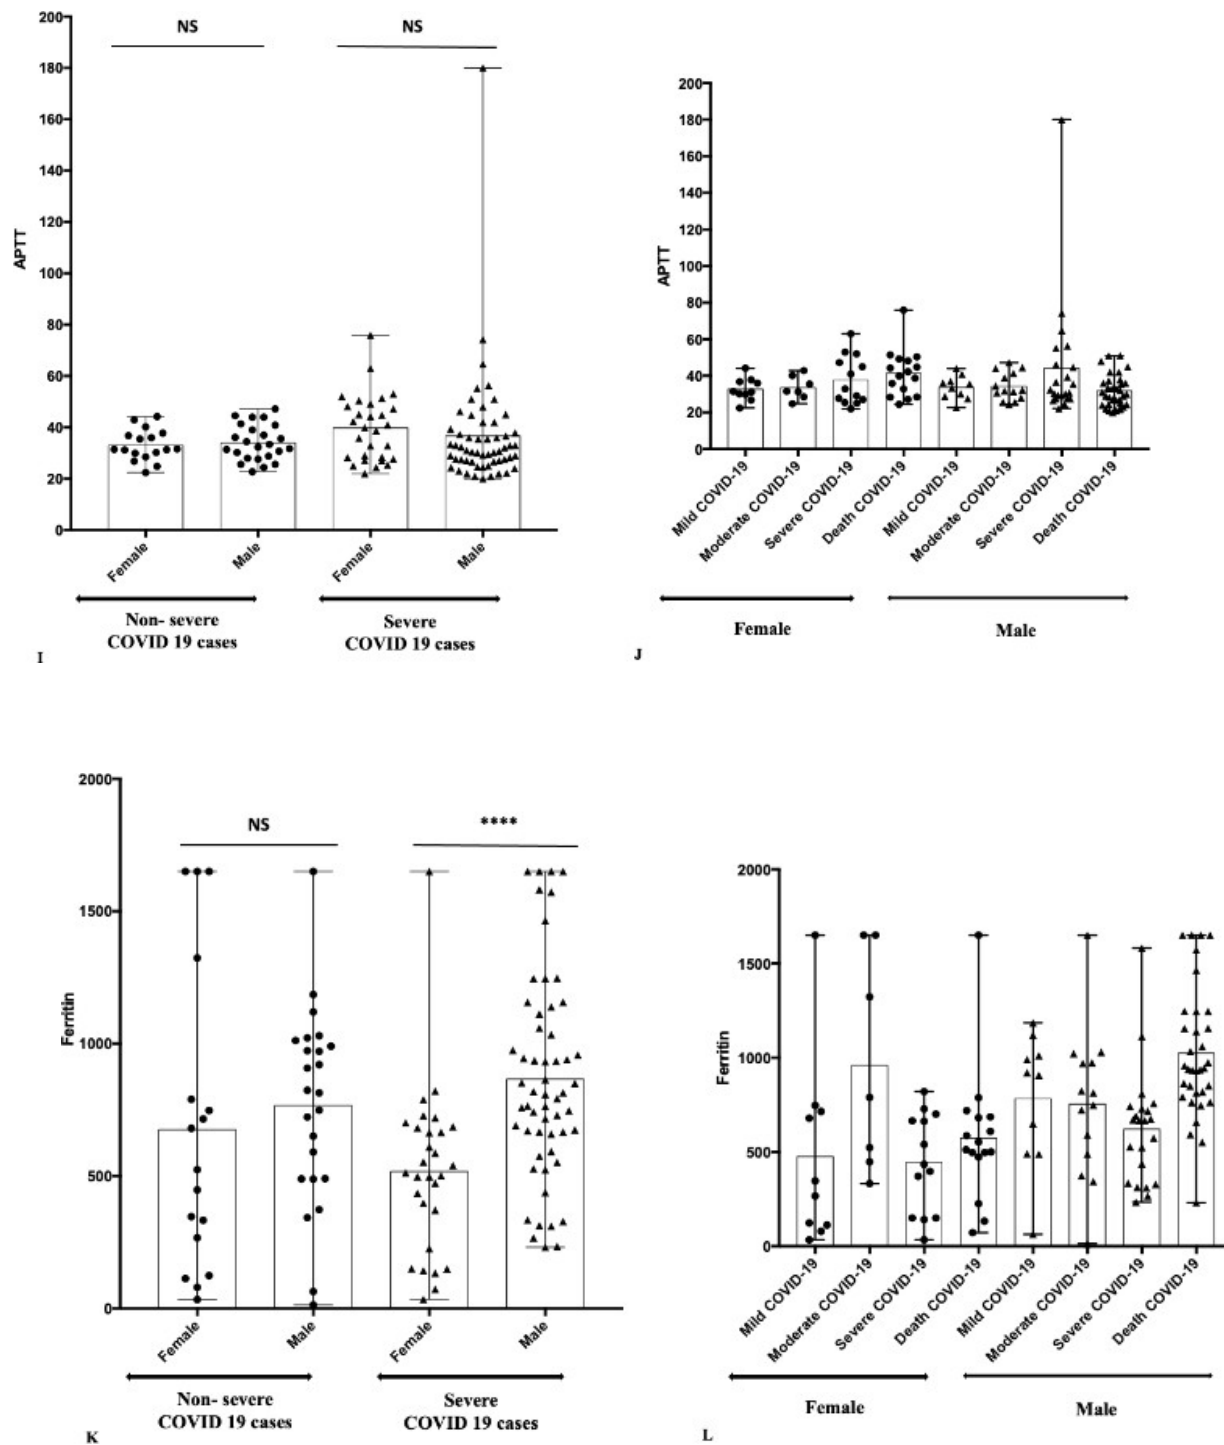 NS
NS
200
180
160
140
120
100
80
60
40
20
0
APTT
Female
Male
Female
Male
Non- severe
COVID 19 cases
Severe
COVID 19 cases
I
200
180
160
140
120
100
80
60
40
20
0
APTT
Mild COVID-19
Moderate COVID-19
Severe COVID-19
Death COVID-19
Mild COVID-19
Moderate COVID-19
Severe COVID-19
Death COVID-19
Female
Male
J
NS
****
2000
1500
1000
500
0
Ferritin
Female
Male
Female
Male
Non- severe
COVID 19 cases
Severe
COVID 19 cases
K
2000
1500
1000
500
0
Ferritin
Mild COVID-19
Moderate COVID-19
Severe COVID-19
Death COVID-19
Mild COVID-19
Moderate COVID-19
Severe COVID-19
Death COVID-19
Female
Male
L